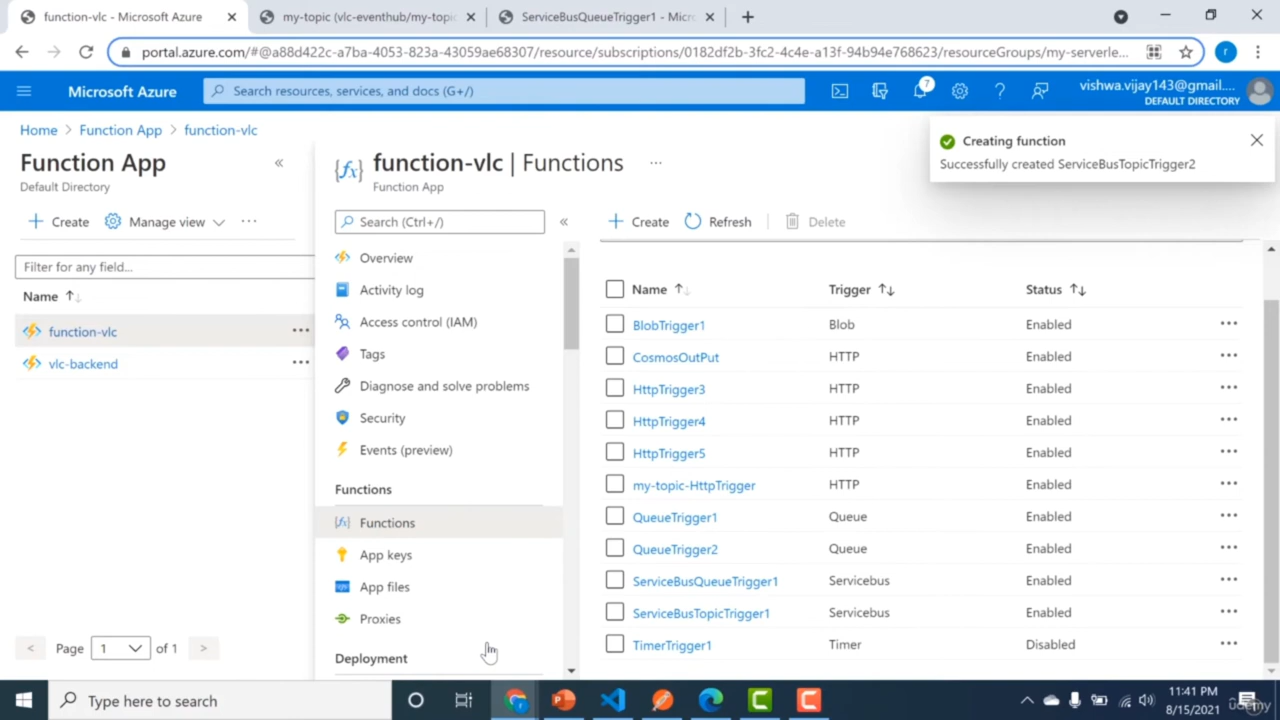 function-vlc - Microsoft Azure
my-topic (vlc-eventhub/my-topic
ServiceBusQueueTrigger1 - Micr
portal.azure.com/#@a88d422c-a7ba-4053-823a-43059ae68307/resource/subscriptions/0182df2b-3fc2-4c4e-a13f-94b94e768623/resourceGroups/my-serverle...
r
Microsoft Azure
Search resources, services, and docs (G+/)
7
vishwa.vijay143@gmail....
DEFAULT DIRECTORY
Home > Function App > function-vlc
Creating function
Successfully created ServiceBusTopicTrigger2
Function App
Default Directory
Create
Manage view
Filter for any field...
Name
function-vlc
vlc-backend
Page 1 of 1
function-vlc | Functions
Function App
Search (Ctrl+/)
Overview
Activity log
Access control (IAM)
Tags
Diagnose and solve problems
Security
Events (preview)
Functions
Functions
App keys
App files
Proxies
Deployment
Create
Refresh
Delete
Name Trigger Status
BlobTrigger1 Blob Enabled
CosmosOutPut HTTP Enabled
HttpTrigger3 HTTP Enabled
HttpTrigger4 HTTP Enabled
HttpTrigger5 HTTP Enabled
my-topic-HttpTrigger HTTP Enabled
QueueTrigger1 Queue Enabled
QueueTrigger2 Queue Enabled
ServiceBusQueueTrigger1 Servicebus Enabled
ServiceBusTopicTrigger1 Servicebus Enabled
TimerTrigger1 Timer Disabled
Type here to search
11:41 PM
8/15/2021
udemy